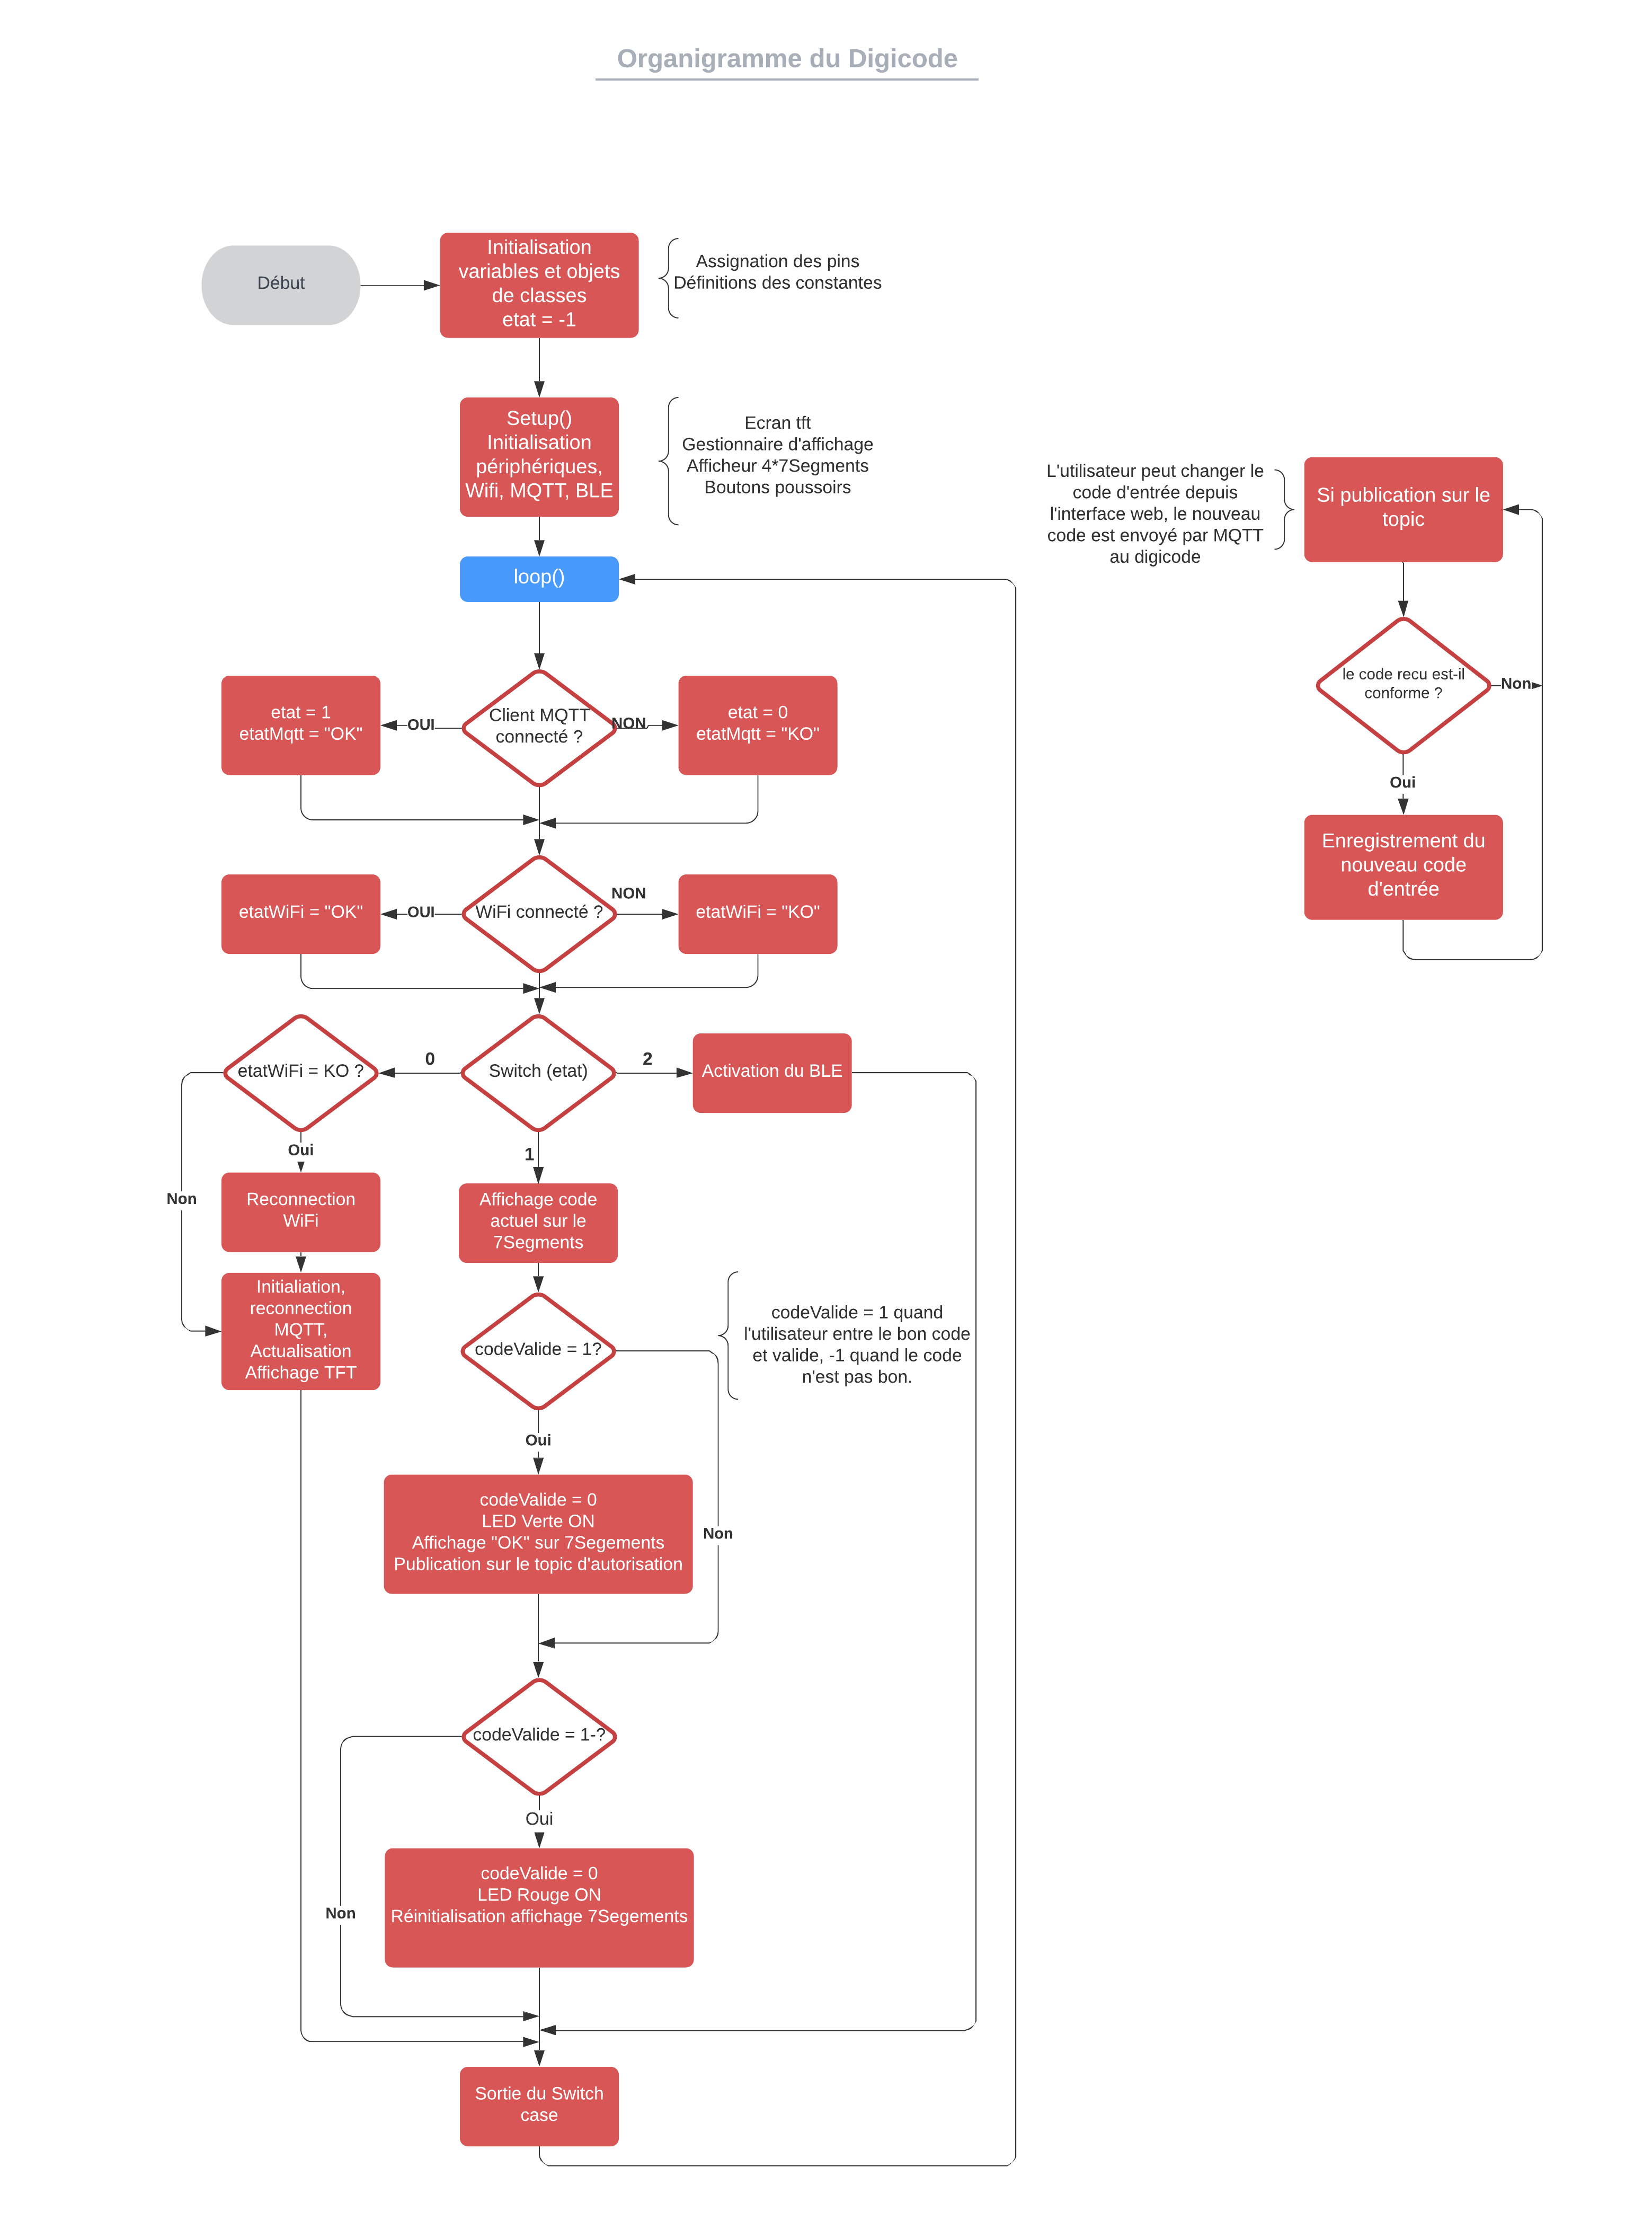 Organigramme du Digicode
Début
Initialisation
variables et objets
de classes
etat = -1
Assignation des pins
Définitions des constantes
Setup()
Initialisation
périphériques,
Wifi, MQTT, BLE
Ecran tft
Gestionnaire d'affichage
Afficheur 4*7Segments
Boutons poussoirs
loop()
Client MQTT
connecté ?
OUI
NON
etat = 1
etatMqtt = "OK"
etat = 0
etatMqtt = "KO"
WiFi connecté ?
OUI
NON
etatWiFi = "OK"
etatWiFi = "KO"
Switch (etat)
0
2
1
etatWiFi = KO ?
Activation du BLE
Oui
Non
Reconnection
WiFi
Initialiation,
reconnection
MQTT,
Actualisation
Affichage TFT
Affichage code
actuel sur le
7Segments
codeValide = 1?
codeValide = 1 quand
l'utilisateur entre le bon code
et valide, -1 quand le code
n'est pas bon.
Oui
Non
codeValide = 0
LED Verte ON
Affichage "OK" sur 7Segements
Publication sur le topic d'autorisation
codeValide = 1-?
Oui
Non
codeValide = 0
LED Rouge ON
Réinitialisation affichage 7Segements
Sortie du Switch
case
L'utilisateur peut changer le
code d'entrée depuis
l'interface web, le nouveau
code est envoyé par MQTT
au digicode
Si publication sur le
topic
le code recu est-il
conforme ?
Non
Oui
Enregistrement du
nouveau code
d'entrée